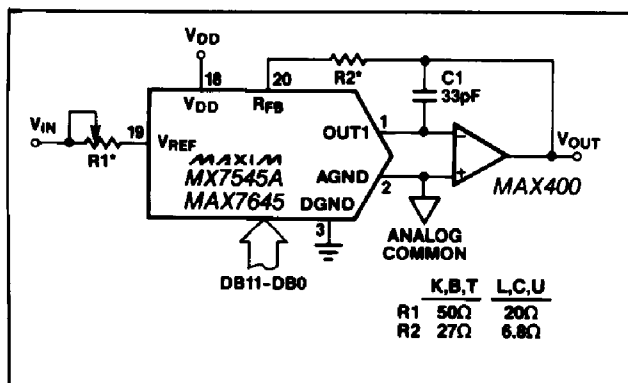 VDD
18
20
R2*
C1
33pF
VDD
RFB
VIN
19
R1*
VREF
OUT1
1
VOUT
MAXIM
MX7545A
MAX7645
AGND
2
DGND
3
MAX400
ANALOG
COMMON
DB11-DB0
K,B,T L,C,U
R1 50Ω 20Ω
R2 27Ω 6.8Ω
−
+